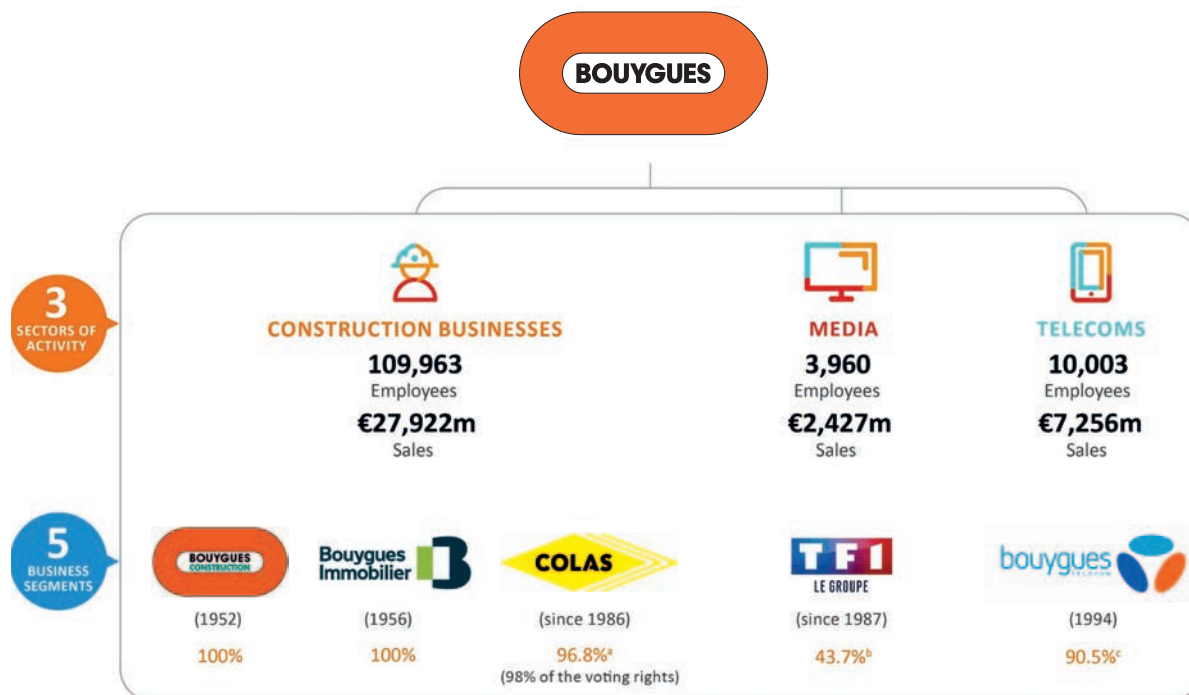 BOUYGUES
3
SECTORS OF
ACTIVITY
CONSTRUCTION BUSINESSES
109,963
Employees
€27,922m
Sales
MEDIA
3,960
Employees
€2,427m
Sales
TELECOMS
10,003
Employees
€7,256m
Sales
5
BUSINESS
SEGMENTS
BOUYGUES
CONSTRUCTION
(1952)
100%
Bouygues
Immobilier
(1956)
100%
COLAS
(since 1986)
96.8%ᵃ
(98% of the voting rights)
TF1
LE GROUPE
(since 1987)
43.7%ᵇ
bouygues
TELECOM
(1994)
90.5%ᶜ